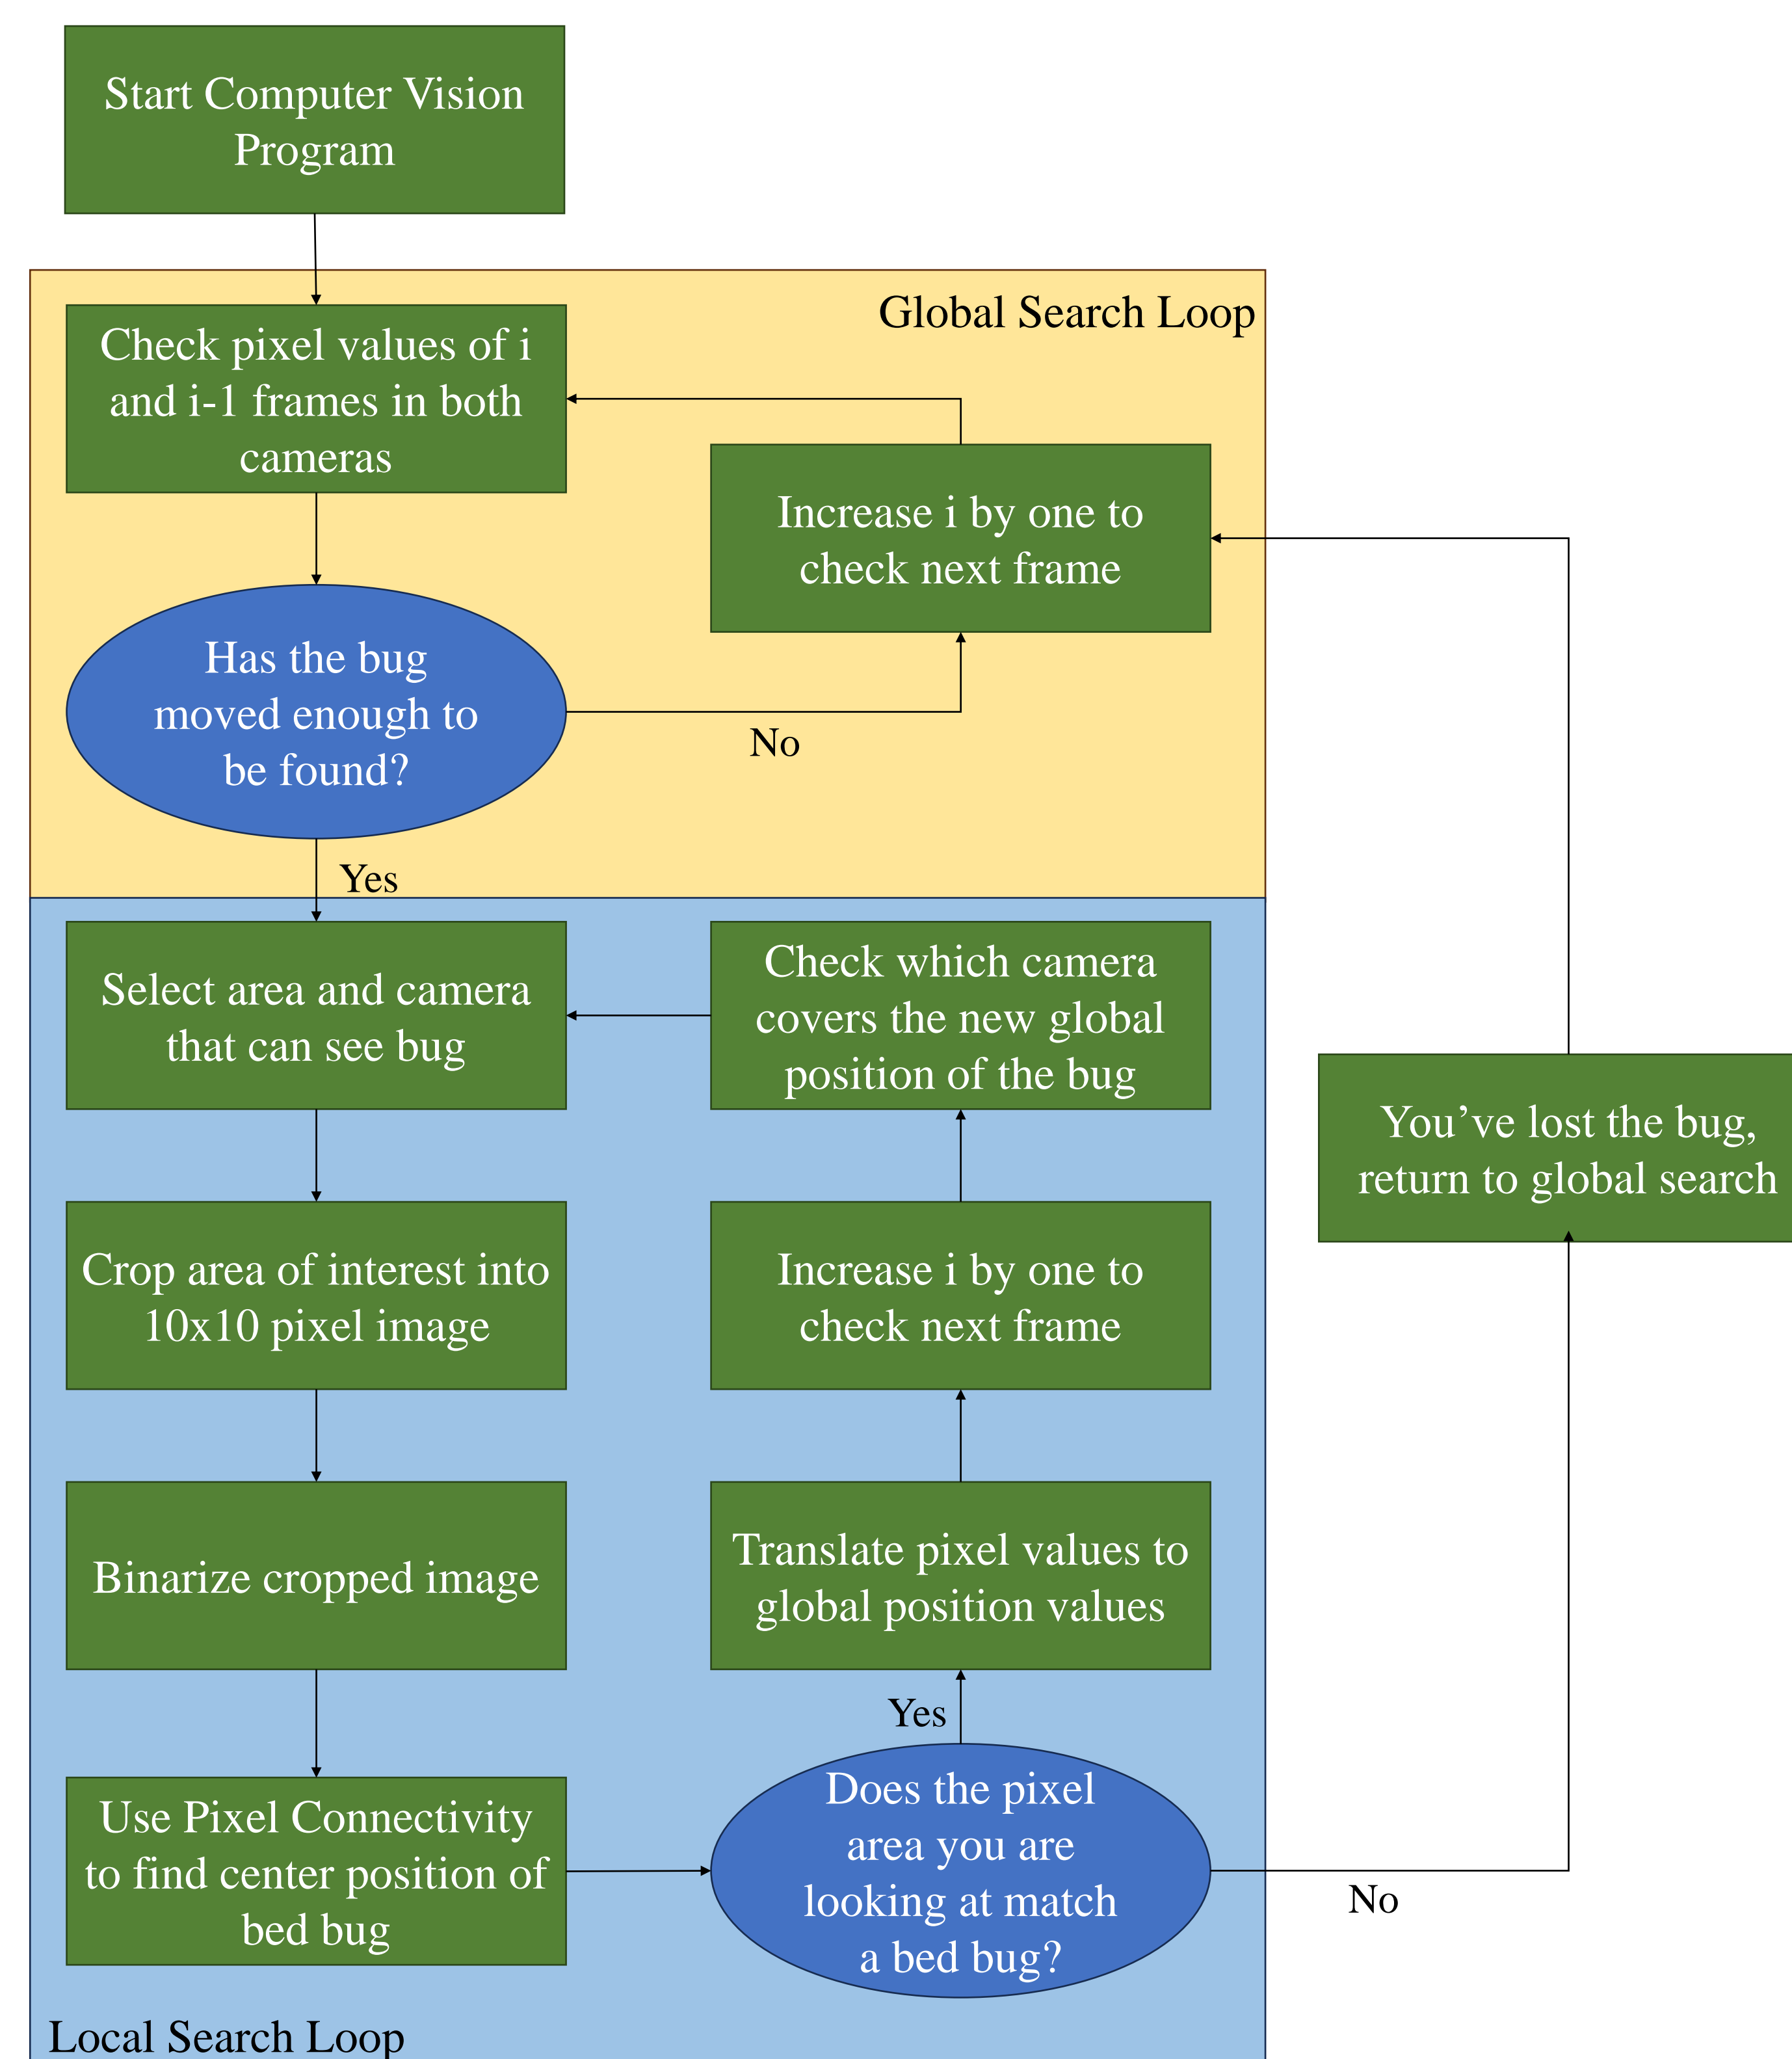 Start Computer Vision
Program
Global Search Loop
Check pixel values of i
and i-1 frames in both
cameras
Increase i by one to
check next frame
Has the bug
moved enough to
be found?
No
Yes
Select area and camera
that can see bug
Check which camera
covers the new global
position of the bug
You’ve lost the bug,
return to global search
Crop area of interest into
10x10 pixel image
Increase i by one to
check next frame
Binarize cropped image
Translate pixel values to
global position values
Yes
Use Pixel Connectivity
to find center position of
bed bug
Does the pixel
area you are
looking at match
a bed bug?
No
Local Search Loop